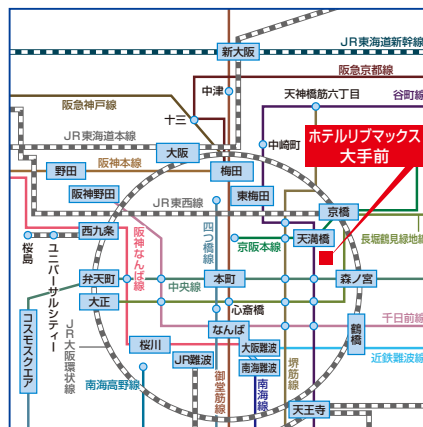 JR東海道新幹線
新大阪
阪急京都線
中津
天神橋筋六丁目
谷町線
阪急神戸線
十三
JR東海道本線
中崎町
ホテルリブマックス
大手前
大阪
野田
阪神本線
梅田
阪神野田
東梅田
JR東西線
京橋
西九条
四つ橋線
京阪本線
天満橋
長堀鶴見緑地線
桜島
ユニバーサルシティー
阪神なんば線
弁天町
中央線
本町
森ノ宮
大正
心斎橋
コスモスクエア
JR大阪環状線
なんば
千日前線
鶴橋
桜川
大阪難波
JR難波
南海難波
近鉄難波線
南海高野線
御堂筋線
南海線
堺筋線
天王寺